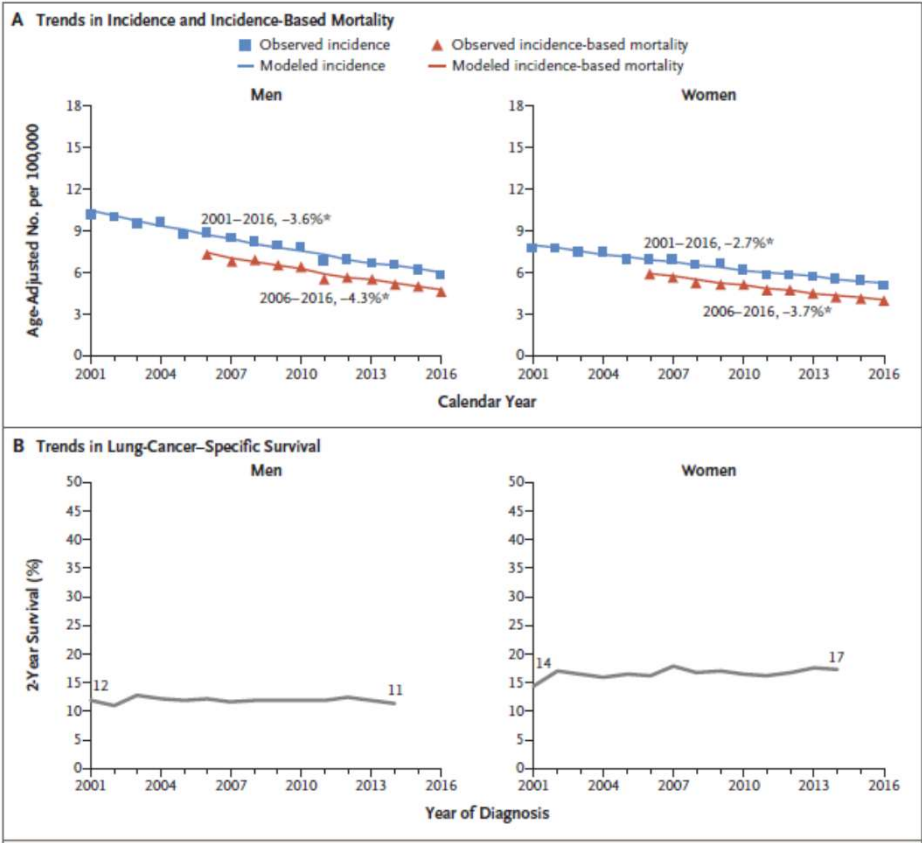 A Trends in Incidence and Incidence-Based Mortality
Observed incidence
Observed incidence-based mortality
Modeled incidence
Modeled incidence-based mortality
Men
Women
Age-Adjusted No. per 100,000
18
15
12
9
6
3
0
2001–2016, −3.6%*
2006–2016, −4.3%*
2001 2004 2007 2010 2013 2016
18
15
12
9
6
3
0
2001–2016, −2.7%*
2006–2016, −3.7%*
2001 2004 2007 2010 2013 2016
Calendar Year
B Trends in Lung-Cancer–Specific Survival
Men
Women
2-Year Survival (%)
50
45
40
35
30
25
20
15
10
5
0
12
11
2001 2004 2007 2010 2013 2016
50
45
40
35
30
25
20
15
10
5
0
14
17
2001 2004 2007 2010 2013 2016
Year of Diagnosis